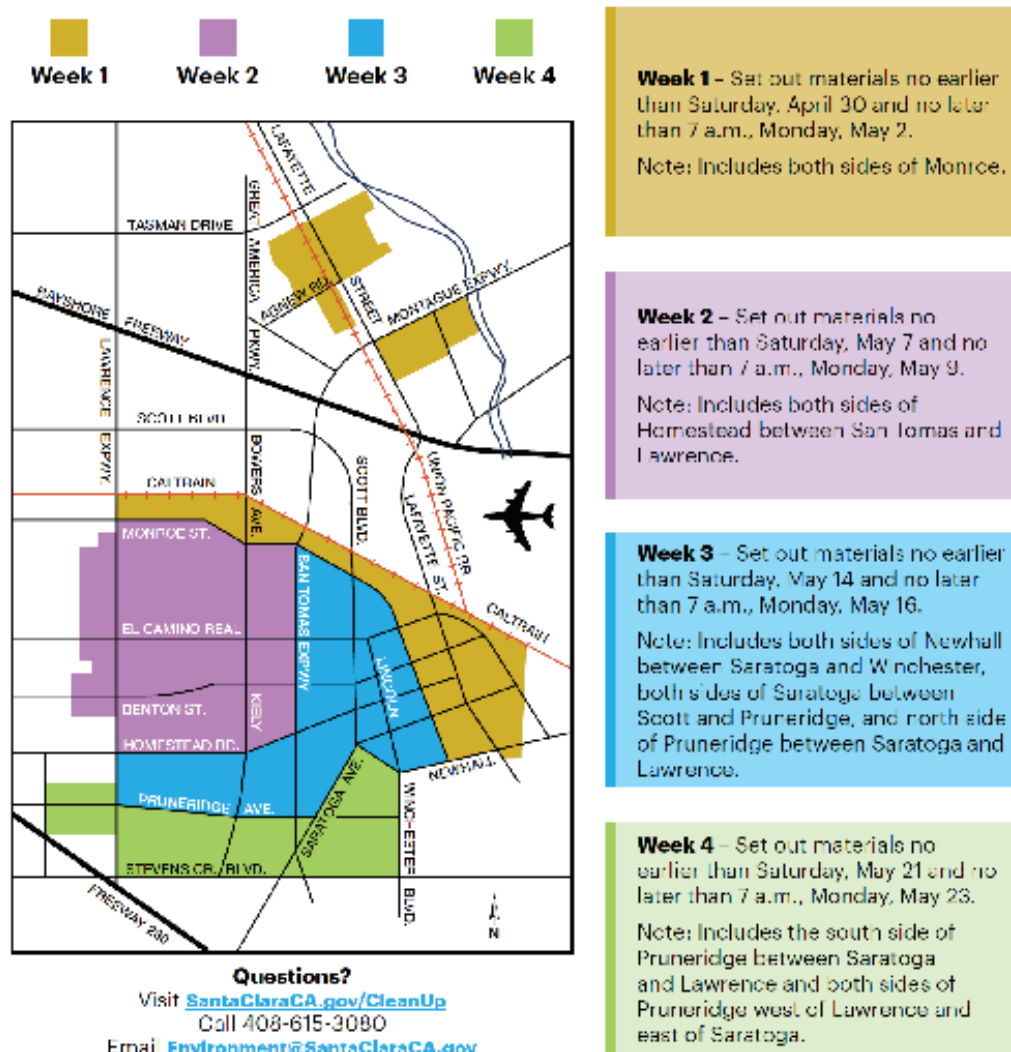 Week 1
Week 2
Week 3
Week 4
LAFAYETTE
STREET
GREAT AMERICA PKWY.
TASMAN DRIVE
AGNEW RD.
MONTAGUE EXPWY
BAYSHORE FREEWAY
LAWRENCE EXPWY.
SCOTT BLVD.
BOWERS AVE.
SCOTT BLVD.
UNION PACIFIC RR
LAFAYETTE ST.
CALTRAIN
MONROE ST.
SAN TOMAS EXPWY
CALTRAIN
EL CAMINO REAL
LINCOLN
BENTON ST.
KIELY
HOMESTEAD RD.
NEWHALL
PRUNERIDGE AVE.
SARATOGA AVE.
WINCHESTER BLVD.
STEVENS CR. BLVD.
FREEWAY 280
N
Questions?
Visit SantaClaraCA.gov/CleanUp
Call 408-615-3080
Email Environment@SantaClaraCA.gov
Week 1 – Set out materials no earlier
than Saturday, April 30 and no later
than 7 a.m., Monday, May 2.
Note: Includes both sides of Monroe.
Week 2 – Set out materials no
earlier than Saturday, May 7 and no
later than 7 a.m., Monday, May 9.
Note: Includes both sides of
Homestead between San Tomas and
Lawrence.
Week 3 – Set out materials no earlier
than Saturday, May 14 and no later
than 7 a.m., Monday, May 16.
Note: Includes both sides of Newhall
between Saratoga and Winchester,
both sides of Saratoga between
Scott and Pruneridge, and north side
of Pruneridge between Saratoga and
Lawrence.
Week 4 – Set out materials no
earlier than Saturday, May 21 and no
later than 7 a.m., Monday, May 23.
Note: Includes the south side of
Pruneridge between Saratoga
and Lawrence and both sides of
Pruneridge west of Lawrence and
east of Saratoga.